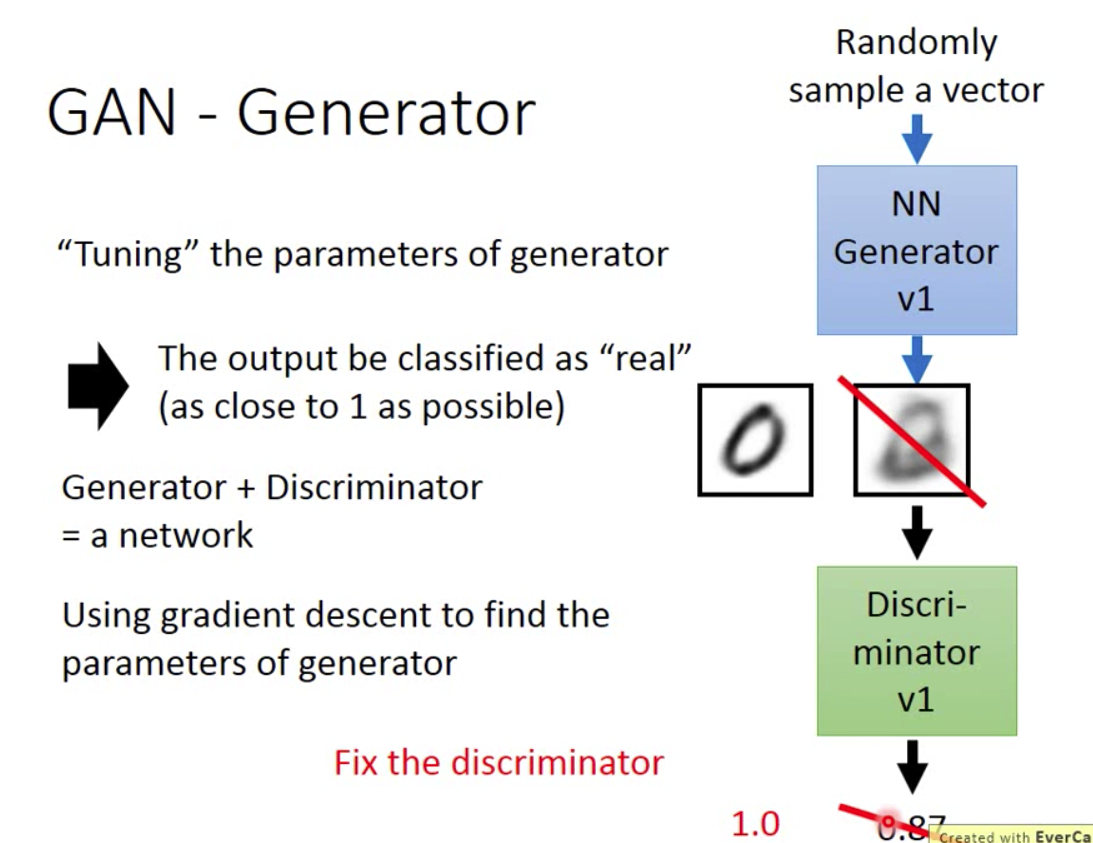 GAN - Generator
“Tuning” the parameters of generator
The output be classified as “real”
(as close to 1 as possible)
Generator + Discriminator
= a network
Using gradient descent to find the
parameters of generator
Fix the discriminator
Randomly
sample a vector
NN
Generator
v1
Discri-
minator
v1
1.0
0.87
Created with EverCa